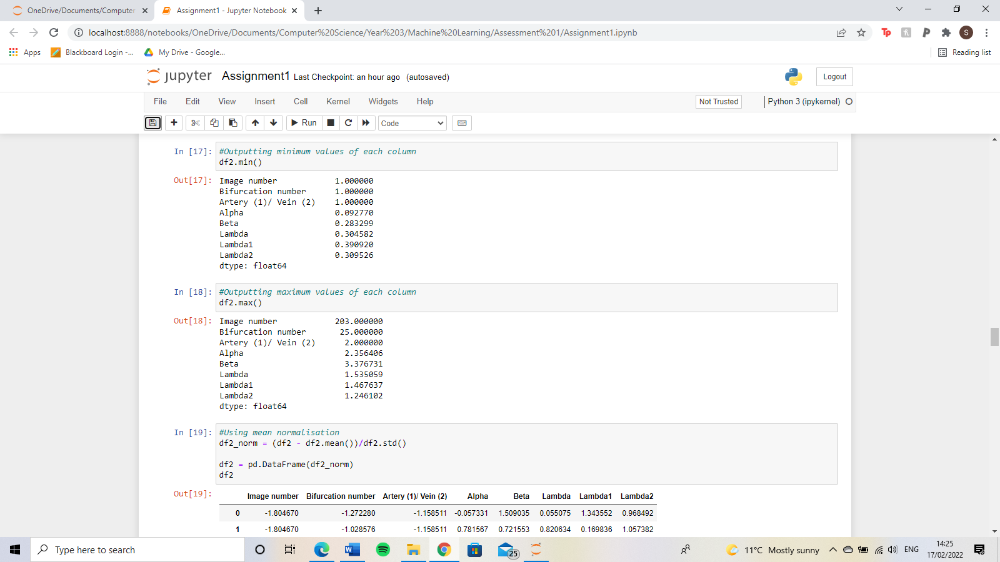 OneDrive/Documents/Computer
Assignment1 - Jupyter Notebook
localhost:8888/notebooks/OneDrive/Documents/Computer%20Science/Year%203/Machine%20Learning/Assessment%201/Assignment1.ipynb
Apps
Blackboard Login -...
My Drive - Google...
Reading list
jupyter Assignment1 Last Checkpoint: an hour ago (autosaved)
Logout
File Edit View Insert Cell Kernel Widgets Help
Not Trusted
Python 3 (ipykernel)
Run
Code
In [17]: #Outputting minimum values of each column
df2.min()
Out[17]: Image number 1.000000
Bifurcation number 1.000000
Artery (1)/ Vein (2) 1.000000
Alpha 0.092770
Beta 0.283299
Lambda 0.304582
Lambda1 0.390920
Lambda2 0.309526
dtype: float64
In [18]: #Outputting maximum values of each column
df2.max()
Out[18]: Image number 203.000000
Bifurcation number 25.000000
Artery (1)/ Vein (2) 2.000000
Alpha 2.356406
Beta 3.376731
Lambda 1.535059
Lambda1 1.467637
Lambda2 1.246102
dtype: float64
In [19]: #Using mean normalisation
df2_norm = (df2 - df2.mean())/df2.std()
df2 = pd.DataFrame(df2_norm)
df2
Out[19]:
Image number Bifurcation number Artery (1)/ Vein (2) Alpha Beta Lambda Lambda1 Lambda2
0 -1.804670 -1.272280 -1.158511 -0.057331 1.509035 0.055075 1.343552 0.968492
1 -1.804670 -1.028576 -1.158511 0.781567 0.721553 0.820634 0.169836 1.057382
Type here to search
25
11°C Mostly sunny
ENG
14:25
17/02/2022